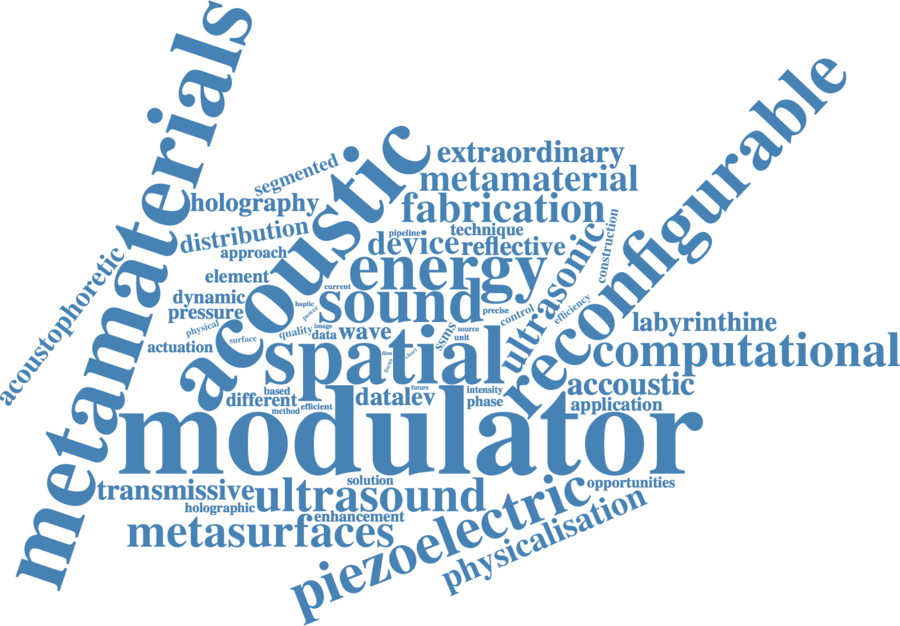 metamaterials
reconfigurable
acoustic
extraordinary
segmented
metamaterial
holography
fabrication
construction
technique
pipeline
distribution
device
reflective
approach
ultrasonic
acoustophoretic
energy
element
current
dynamic
sound
haptic
precise
efficiency
pressure
power
control
physical
labyrinthine
image
quality
data
wave
source
surface
unit
ssms
actuation
spatial
computational
film
chart
focus
accoustic
future
based
intensity
different
datalev
phase
application
method
efficient
modulator
solution
opportunities
transmissive
ultrasound
piezoelectric
holographic
enhancement
metasurfaces
physicalisation